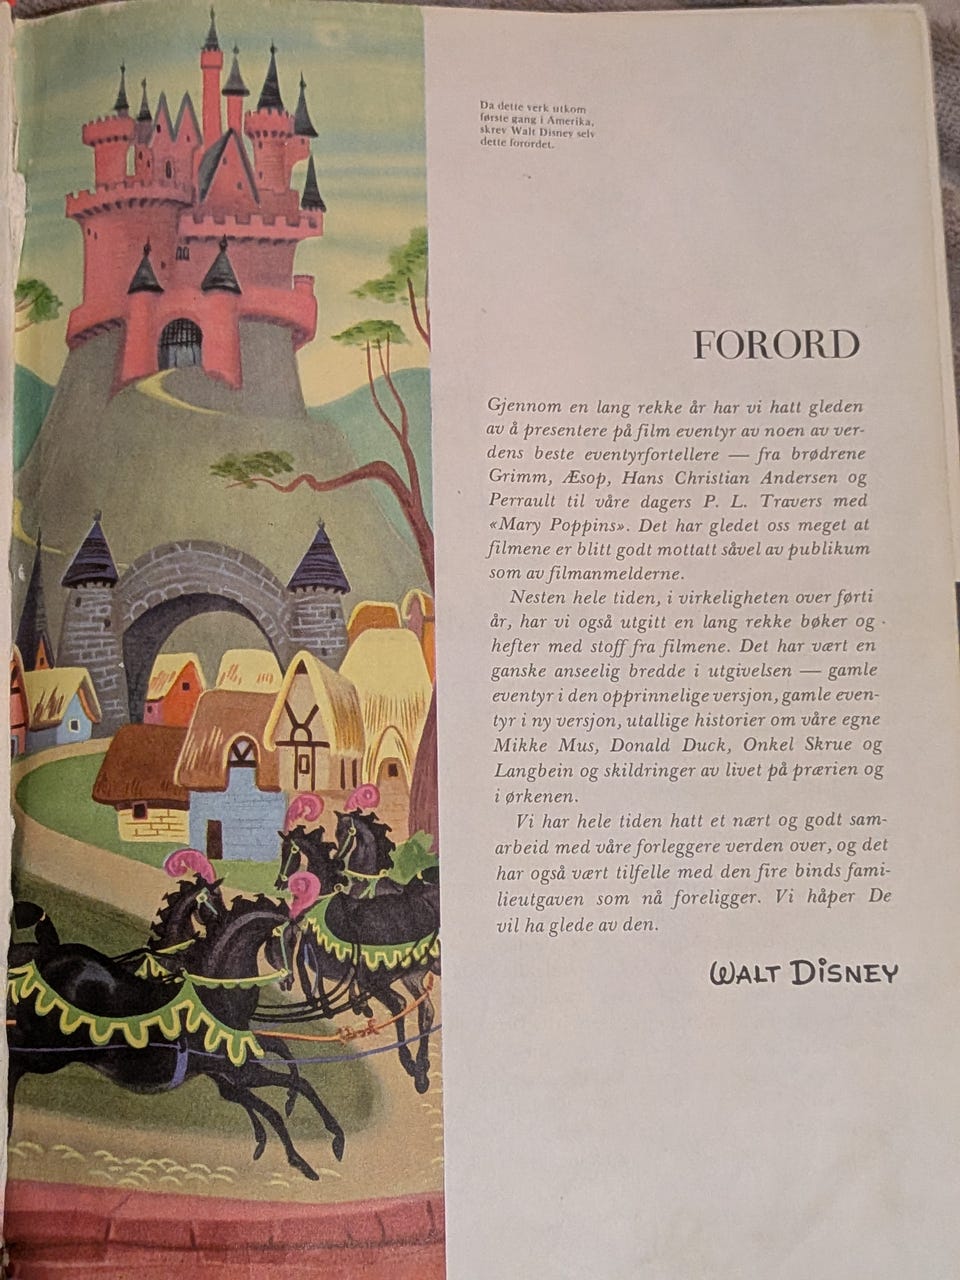 Da dette verk utkom
første gang i Amerika,
skrev Walt Disney selv
dette forordet.
FORORD
Gjennom en lang rekke år har vi hatt gleden
av å presentere på film eventyr av noen av ver-
dens beste eventyrfortellere — fra brødrene
Grimm, Æsop, Hans Christian Andersen og
Perrault til våre dagers P. L. Travers med
«Mary Poppins». Det har gledet oss meget at
filmene er blitt godt mottatt såvel av publikum
som av filmanmelderne.
Nesten hele tiden, i virkeligheten over førti
år, har vi også utgitt en lang rekke bøker og
hefter med stoff fra filmene. Det har vært en
ganske anseelig bredde i utgivelsen — gamle
eventyr i den opprinnelige versjon, gamle even-
tyr i ny versjon, utallige historier om våre egne
Mikke Mus, Donald Duck, Onkel Skrue og
Langbein og skildringer av livet på prærien og
i ørkenen.
Vi har hele tiden hatt et nært og godt sam-
arbeid med våre forleggere verden over, og det
har også vært tilfelle med den fire binds fami-
lieutgaven som nå foreligger. Vi håper De
vil ha glede av den.
WALT DISNEY